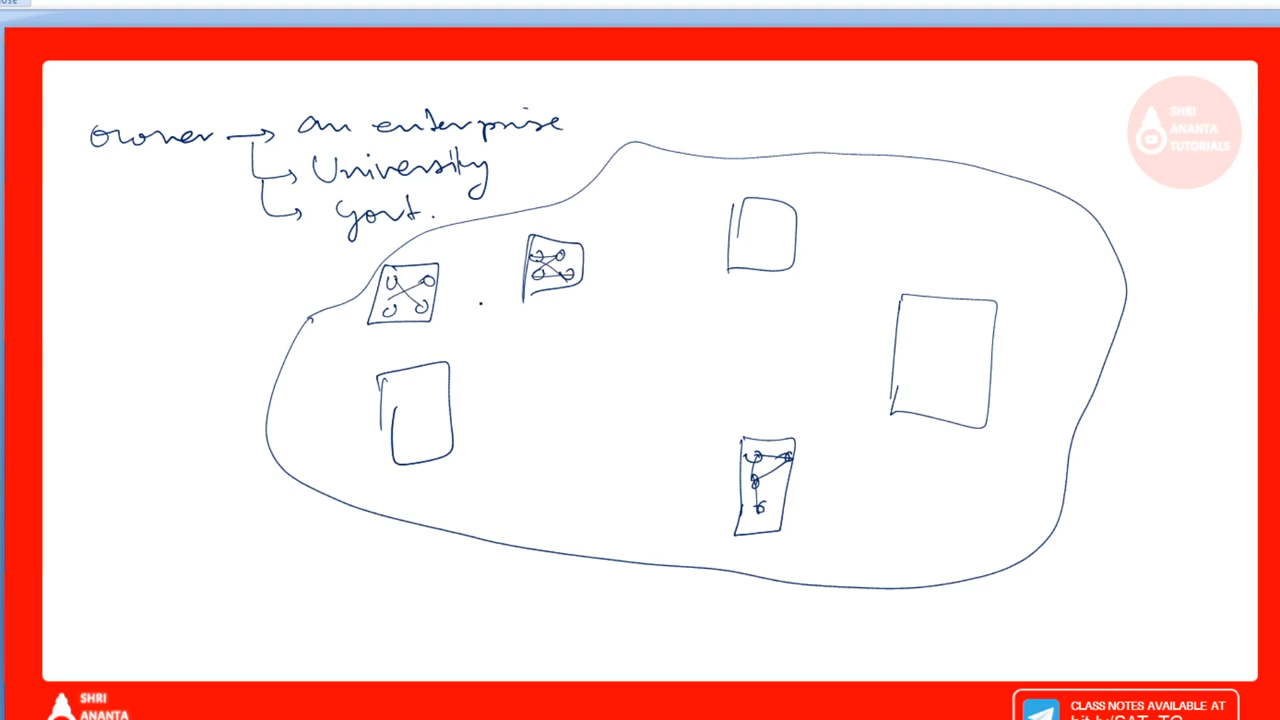 owner → an enterprise
→ University
→ Govt.
SHRI
ANANTA
TUTORIALS
SHRI
ANANTA
CLASS NOTES AVAILABLE AT